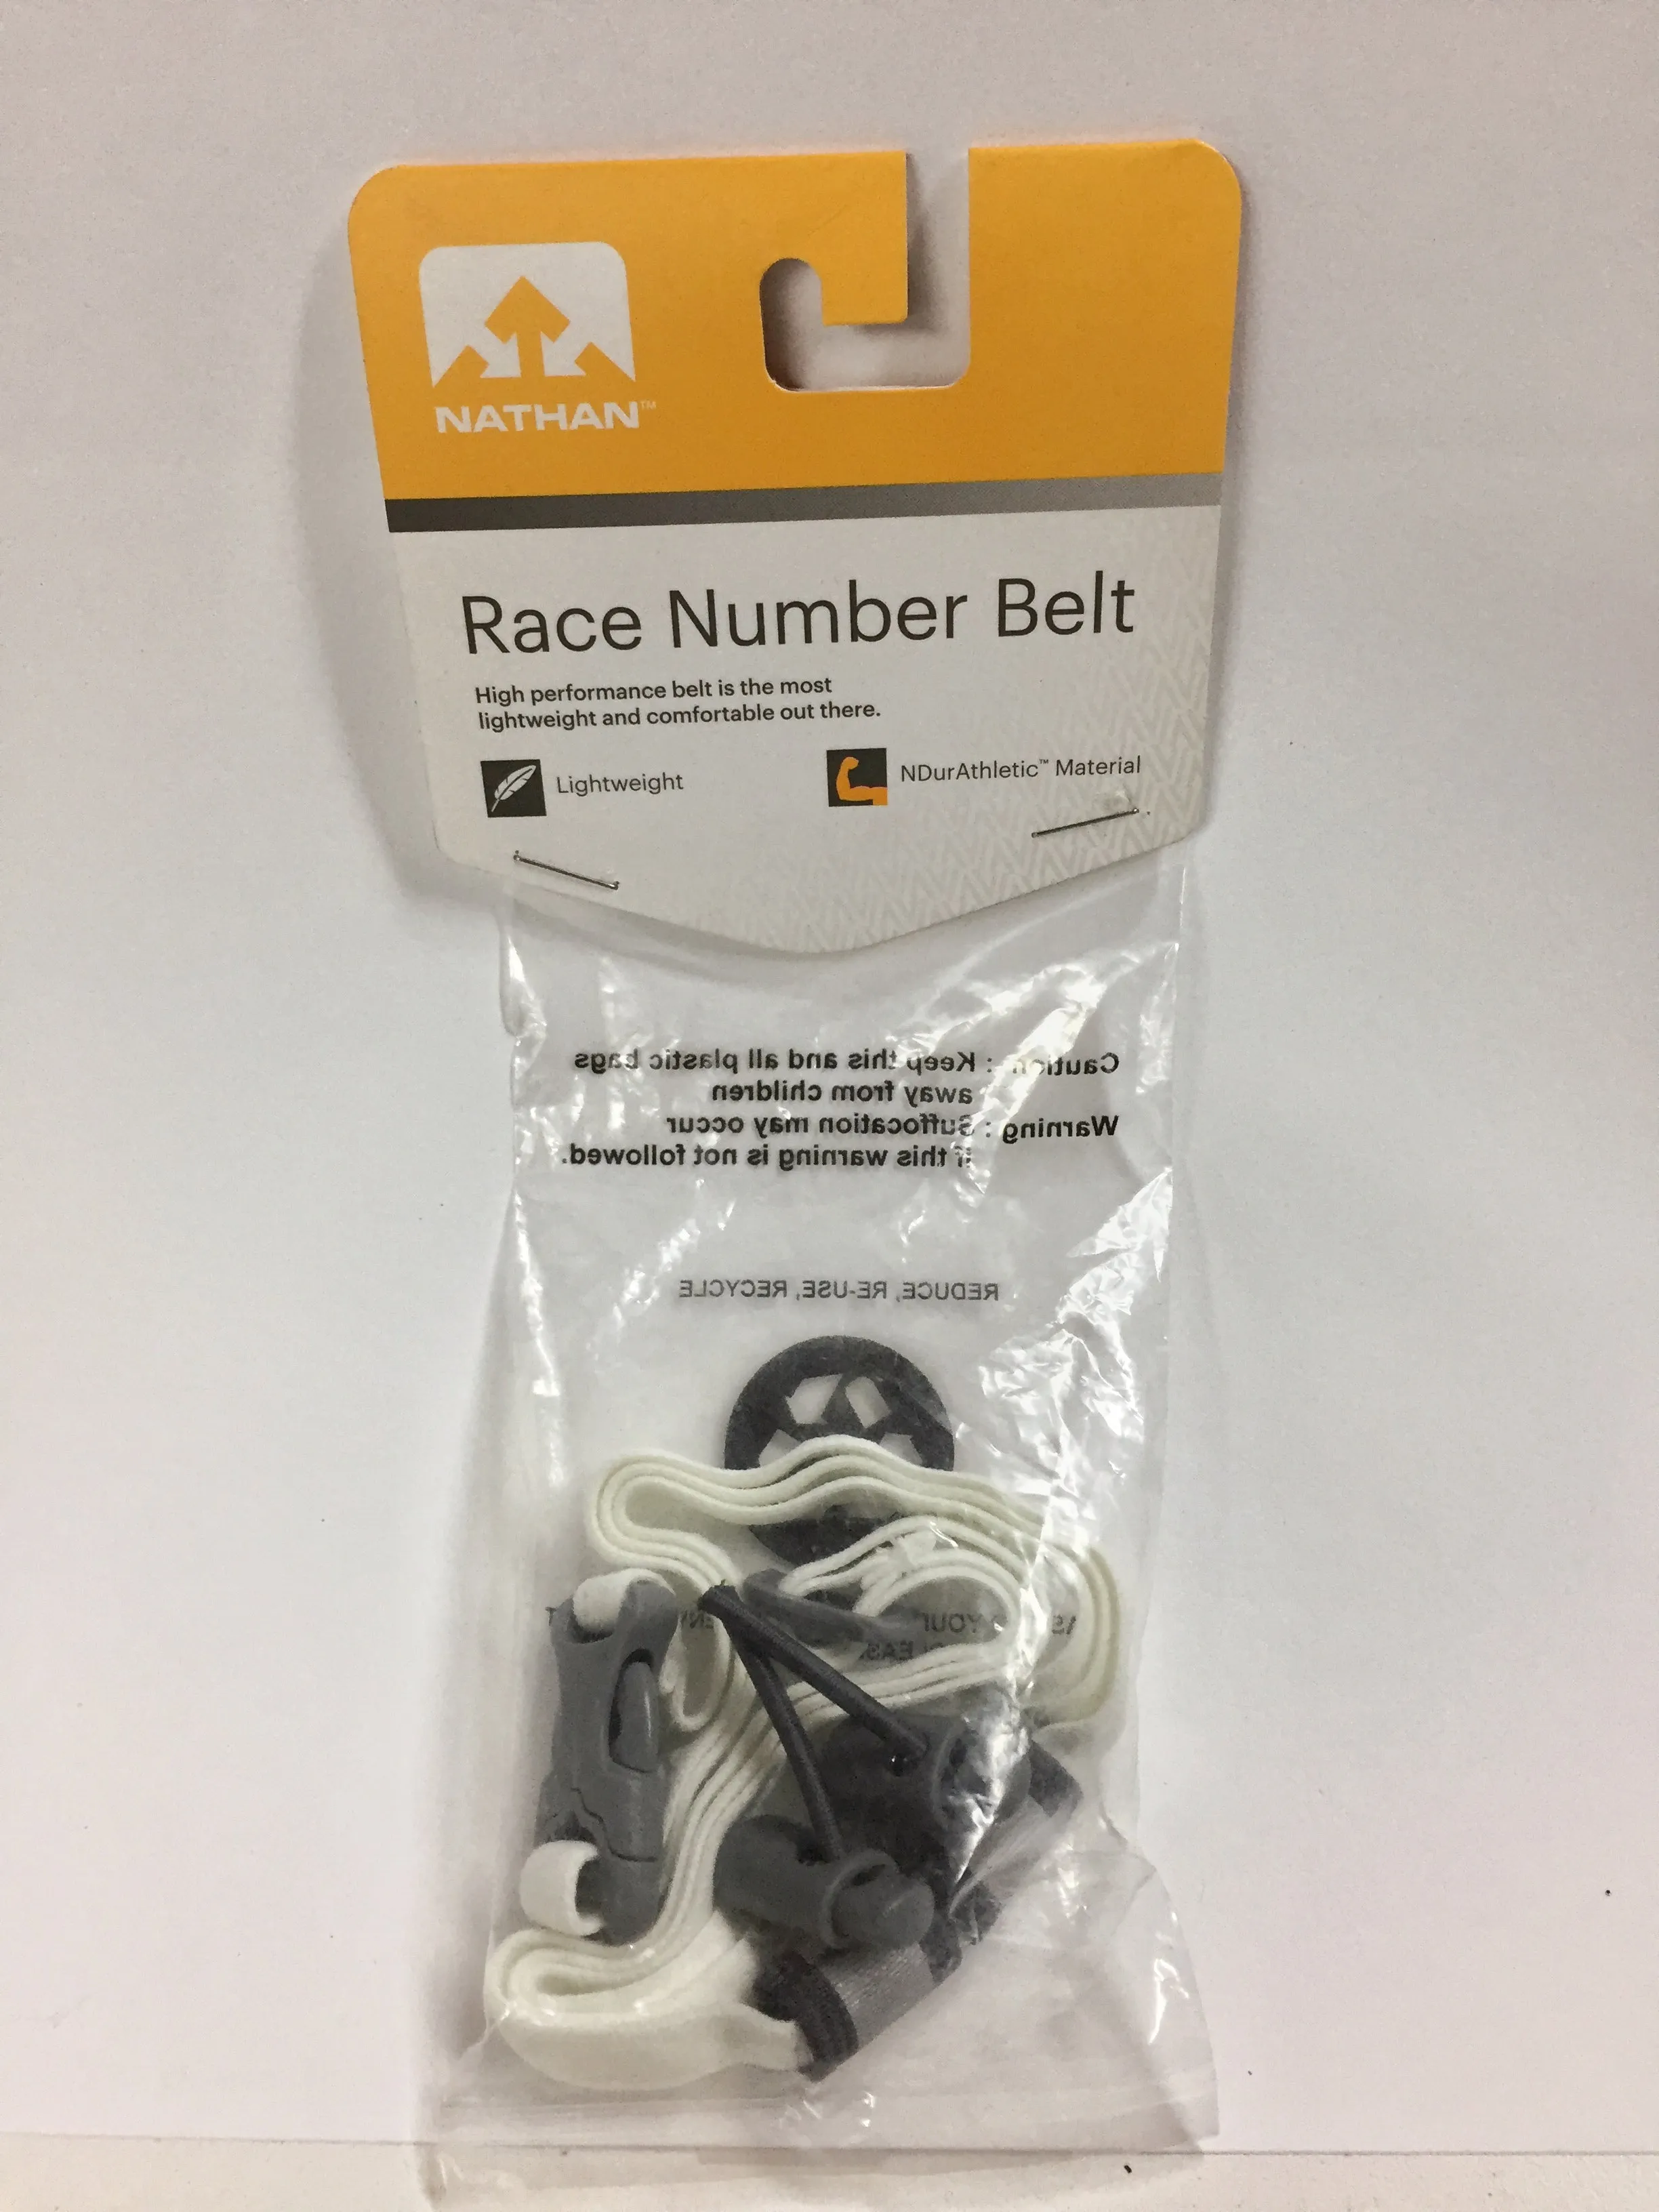 NATHAN™
Race Number Belt
High performance belt is the most
lightweight and comfortable out there.
Lightweight
NDurAthletic™ Material
Caution : Keep this and all plastic bags
away from children
Warning : Suffocation may occur
if this warning is not followed.
REDUCE, RE-USE, RECYCLE